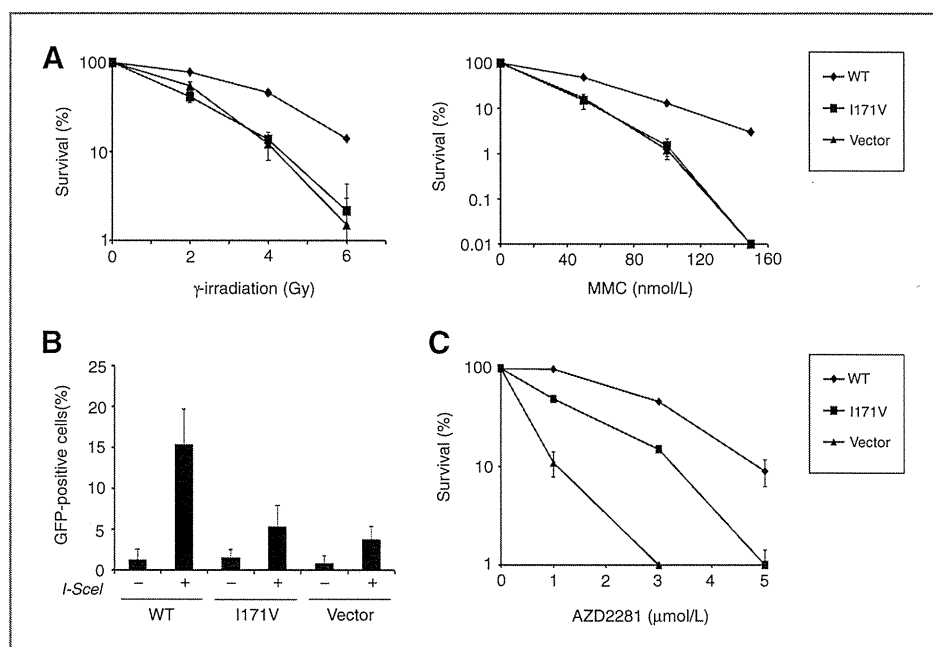 A
100
10
1
Survival (%)
0 2 4 6
γ-irradiation (Gy)
100
10
1
0.1
0.01
Survival (%)
0 40 80 120 160
MMC (nmol/L)
WT
I171V
Vector
B
25
20
15
10
5
0
GFP-positive cells(%)
I-SceI − + − + − +
WT I171V Vector
C
100
10
1
Survival (%)
0 1 2 3 4 5
AZD2281 (μmol/L)
WT
I171V
Vector